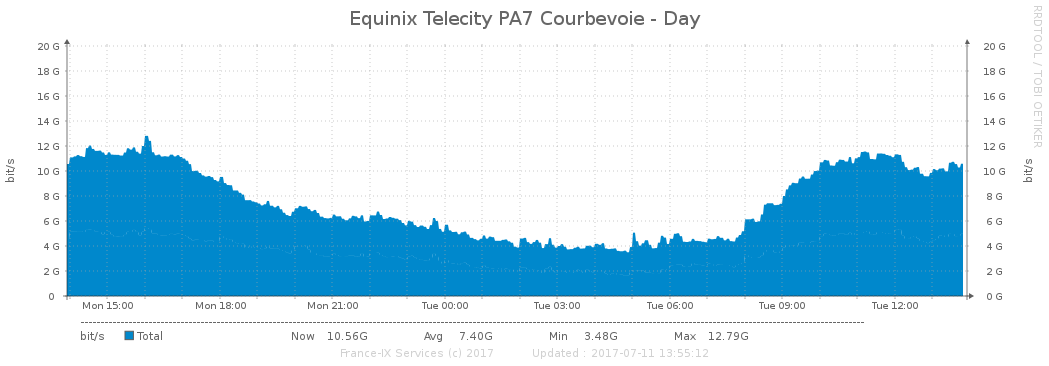 Equinix Telecity PA7 Courbevoie - Day
RRDTOOL / TOBI OETIKER
bit/s
20 G 20 G
18 G 18 G
16 G 16 G
14 G 14 G
12 G 12 G
10 G 10 G
8 G 8 G
6 G 6 G
4 G 4 G
2 G 2 G
0 0 G
bit/s
Mon 15:00 Mon 18:00 Mon 21:00 Tue 00:00 Tue 03:00 Tue 06:00 Tue 09:00 Tue 12:00
bit/s Total Now 10.56G Avg 7.40G Min 3.48G Max 12.79G
France-IX Services (c) 2017 Updated : 2017-07-11 13:55:12